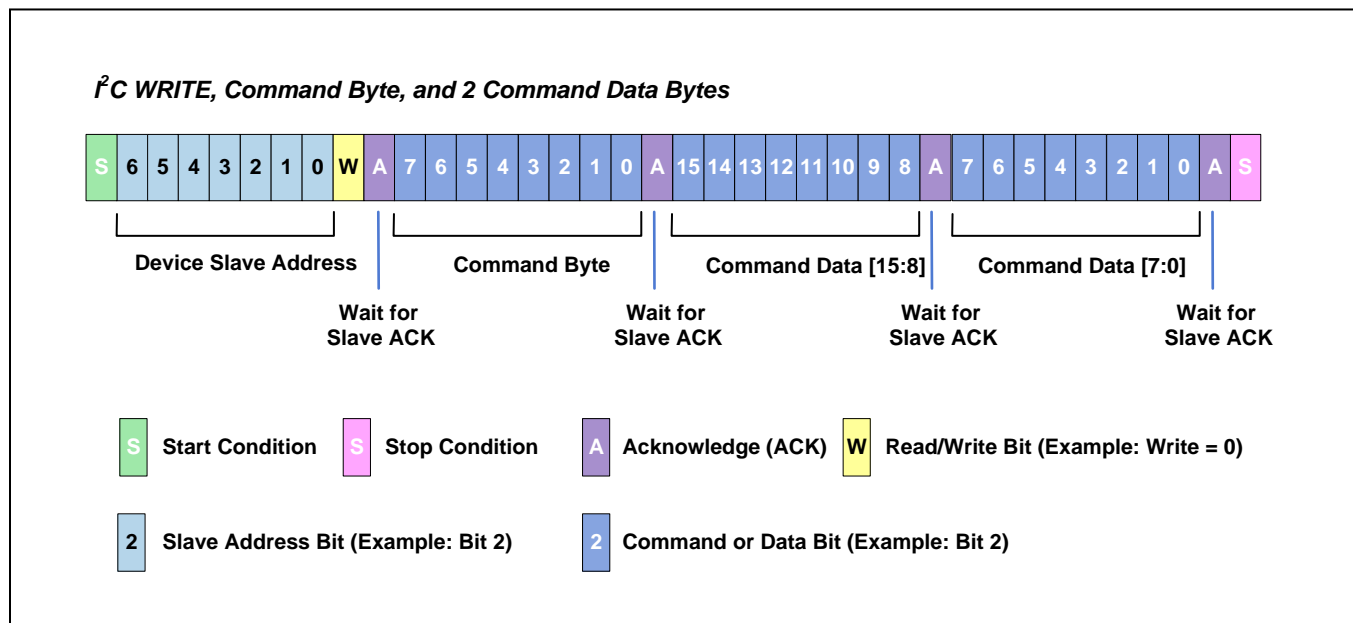 I²C WRITE, Command Byte, and 2 Command Data Bytes
S 6 5 4 3 2 1 0 W A 7 6 5 4 3 2 1 0 A 15 14 13 12 11 10 9 8 A 7 6 5 4 3 2 1 0 A S
Device Slave Address Command Byte Command Data [15:8] Command Data [7:0]
Wait for Wait for Wait for Wait for
Slave ACK Slave ACK Slave ACK Slave ACK
S Start Condition S Stop Condition A Acknowledge (ACK) W Read/Write Bit (Example: Write = 0)
2 Slave Address Bit (Example: Bit 2) 2 Command or Data Bit (Example: Bit 2)